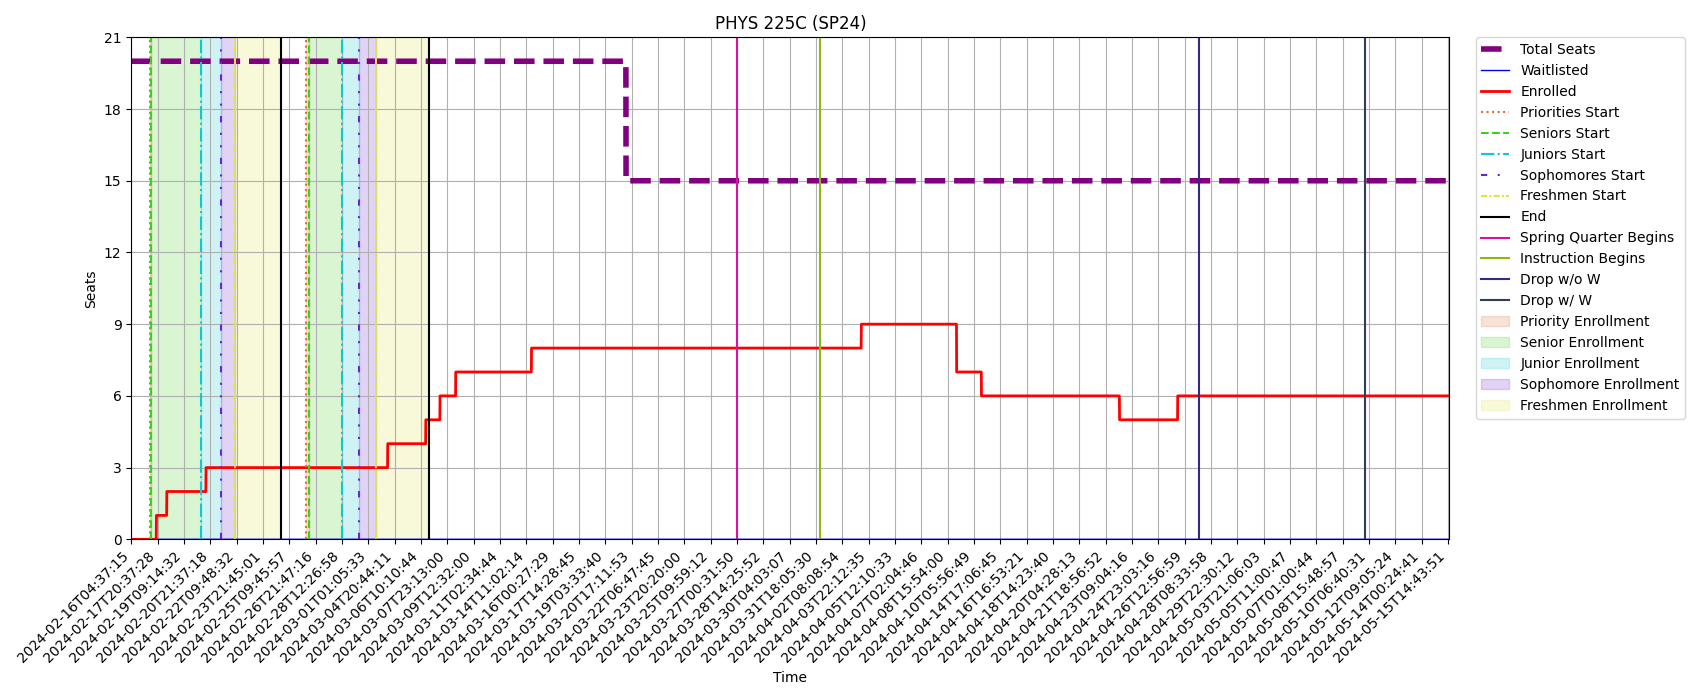 PHYS 225C (SP24)
21
18
15
12
9
6
3
0
Seats
2024-02-16T04:37:15
2024-02-17T20:37:28
2024-02-19T09:14:32
2024-02-20T21:37:18
2024-02-22T09:48:32
2024-02-23T21:45:01
2024-02-25T09:45:57
2024-02-26T21:47:16
2024-02-28T12:26:58
2024-03-01T01:05:33
2024-03-04T20:44:11
2024-03-06T10:10:44
2024-03-07T23:13:00
2024-03-09T12:32:00
2024-03-11T02:34:44
2024-03-14T11:02:14
2024-03-16T00:27:29
2024-03-17T14:28:45
2024-03-19T03:33:40
2024-03-20T17:11:53
2024-03-22T06:47:45
2024-03-23T20:20:00
2024-03-25T09:59:12
2024-03-27T00:31:50
2024-03-28T14:25:52
2024-03-30T04:03:07
2024-03-31T18:05:30
2024-04-02T08:08:54
2024-04-03T22:12:35
2024-04-05T12:10:33
2024-04-07T02:04:46
2024-04-08T15:54:00
2024-04-10T05:56:49
2024-04-14T17:06:45
2024-04-16T16:53:21
2024-04-18T14:23:40
2024-04-20T04:28:13
2024-04-21T18:56:52
2024-04-23T09:04:16
2024-04-24T23:03:16
2024-04-26T12:56:59
2024-04-28T08:33:58
2024-04-29T22:30:12
2024-05-03T21:06:03
2024-05-05T11:00:47
2024-05-07T01:00:44
2024-05-08T15:48:57
2024-05-10T06:40:31
2024-05-12T09:05:24
2024-05-14T00:24:41
2024-05-15T14:43:51
Time
Total Seats
Waitlisted
Enrolled
Priorities Start
Seniors Start
Juniors Start
Sophomores Start
Freshmen Start
End
Spring Quarter Begins
Instruction Begins
Drop w/o W
Drop w/ W
Priority Enrollment
Senior Enrollment
Junior Enrollment
Sophomore Enrollment
Freshmen Enrollment